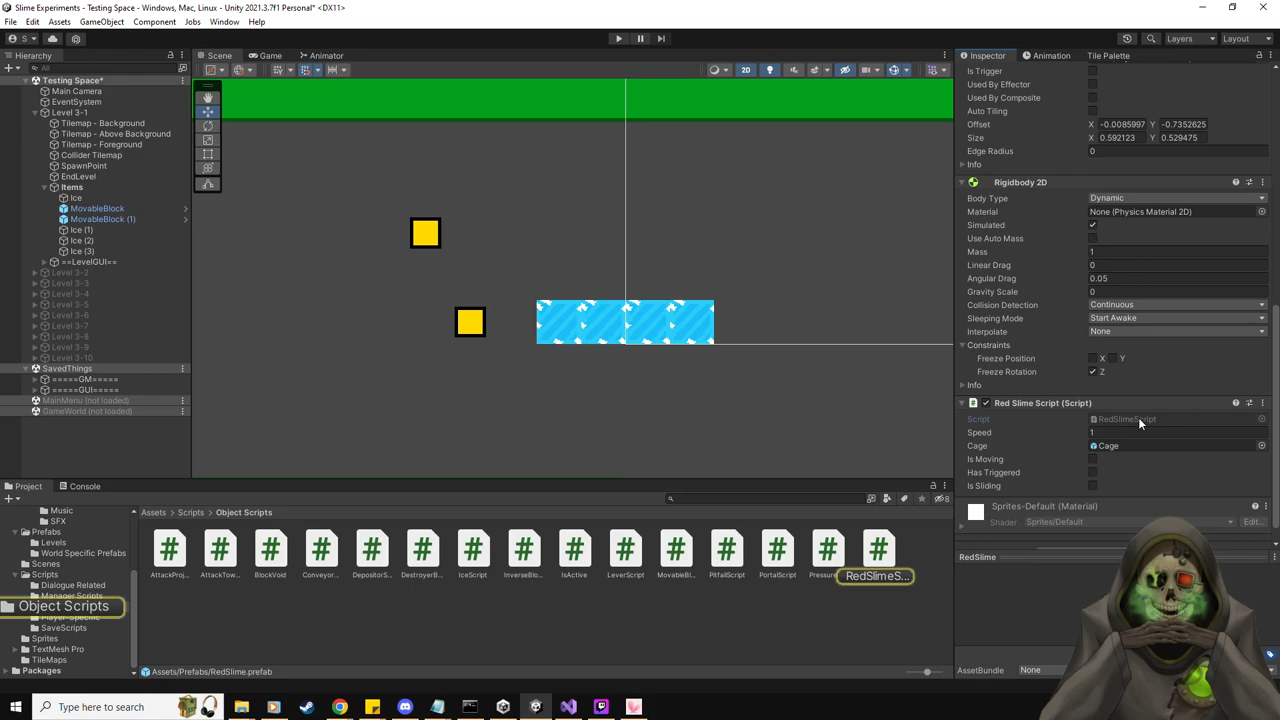 Slime Experiments - Testing Space - Windows, Mac, Linux - Unity 2021.3.7f1 Personal* <DX11>
File Edit Assets GameObject Component Jobs Window Help
S Layers Layout
Hierarchy Scene Game Animator Inspector Animation Tile Palette
All 2D
Testing Space*
Main Camera
EventSystem
Level 3-1
Tilemap - Background
Tilemap - Above Background
Tilemap - Foreground
Collider Tilemap
SpawnPoint
EndLevel
Items
Ice
MovableBlock
MovableBlock (1)
Ice (1)
Ice (2)
Ice (3)
==LevelGUI==
Level 3-2
Level 3-3
Level 3-4
Level 3-5
Level 3-6
Level 3-7
Level 3-8
Level 3-9
Level 3-10
SavedThings
=====GM=====
=====GUI=====
MainMenu (not loaded)
GameWorld (not loaded)
Is Trigger
Used By Effector
Used By Composite
Auto Tiling
Offset X -0.0085997 Y -0.7352625
Size X 0.592123 Y 0.529475
Edge Radius 0
Info
Rigidbody 2D
Body Type Dynamic
Material None (Physics Material 2D)
Simulated
Use Auto Mass
Mass 1
Linear Drag 0
Angular Drag 0.05
Gravity Scale 0
Collision Detection Continuous
Sleeping Mode Start Awake
Interpolate None
Constraints
Freeze Position X Y
Freeze Rotation Z
Info
Red Slime Script (Script)
Script RedSlimeScript
Speed 1
Cage Cage
Is Moving
Has Triggered
Is Sliding
Sprites-Default (Material)
Shader Sprites/Default Edit...
RedSlime
AssetBundle None
Project Console
8
Music
SFX
Prefabs
Levels
World Specific Prefabs
Scenes
Scripts
Dialogue Related
Manager Scripts
Object Scripts
Player-Specific
SaveScripts
Sprites
TextMesh Pro
TileMaps
Packages
Assets > Scripts > Object Scripts
AttackProj... AttackTow... BlockVoid Conveyor... DepositorS... DestroyerB... IceScript InverseBlo... IsActive LeverScript MovableBl... PitfallScript PortalScript Pressure RedSlimeS...
Assets/Prefabs/RedSlime.prefab
Type here to search